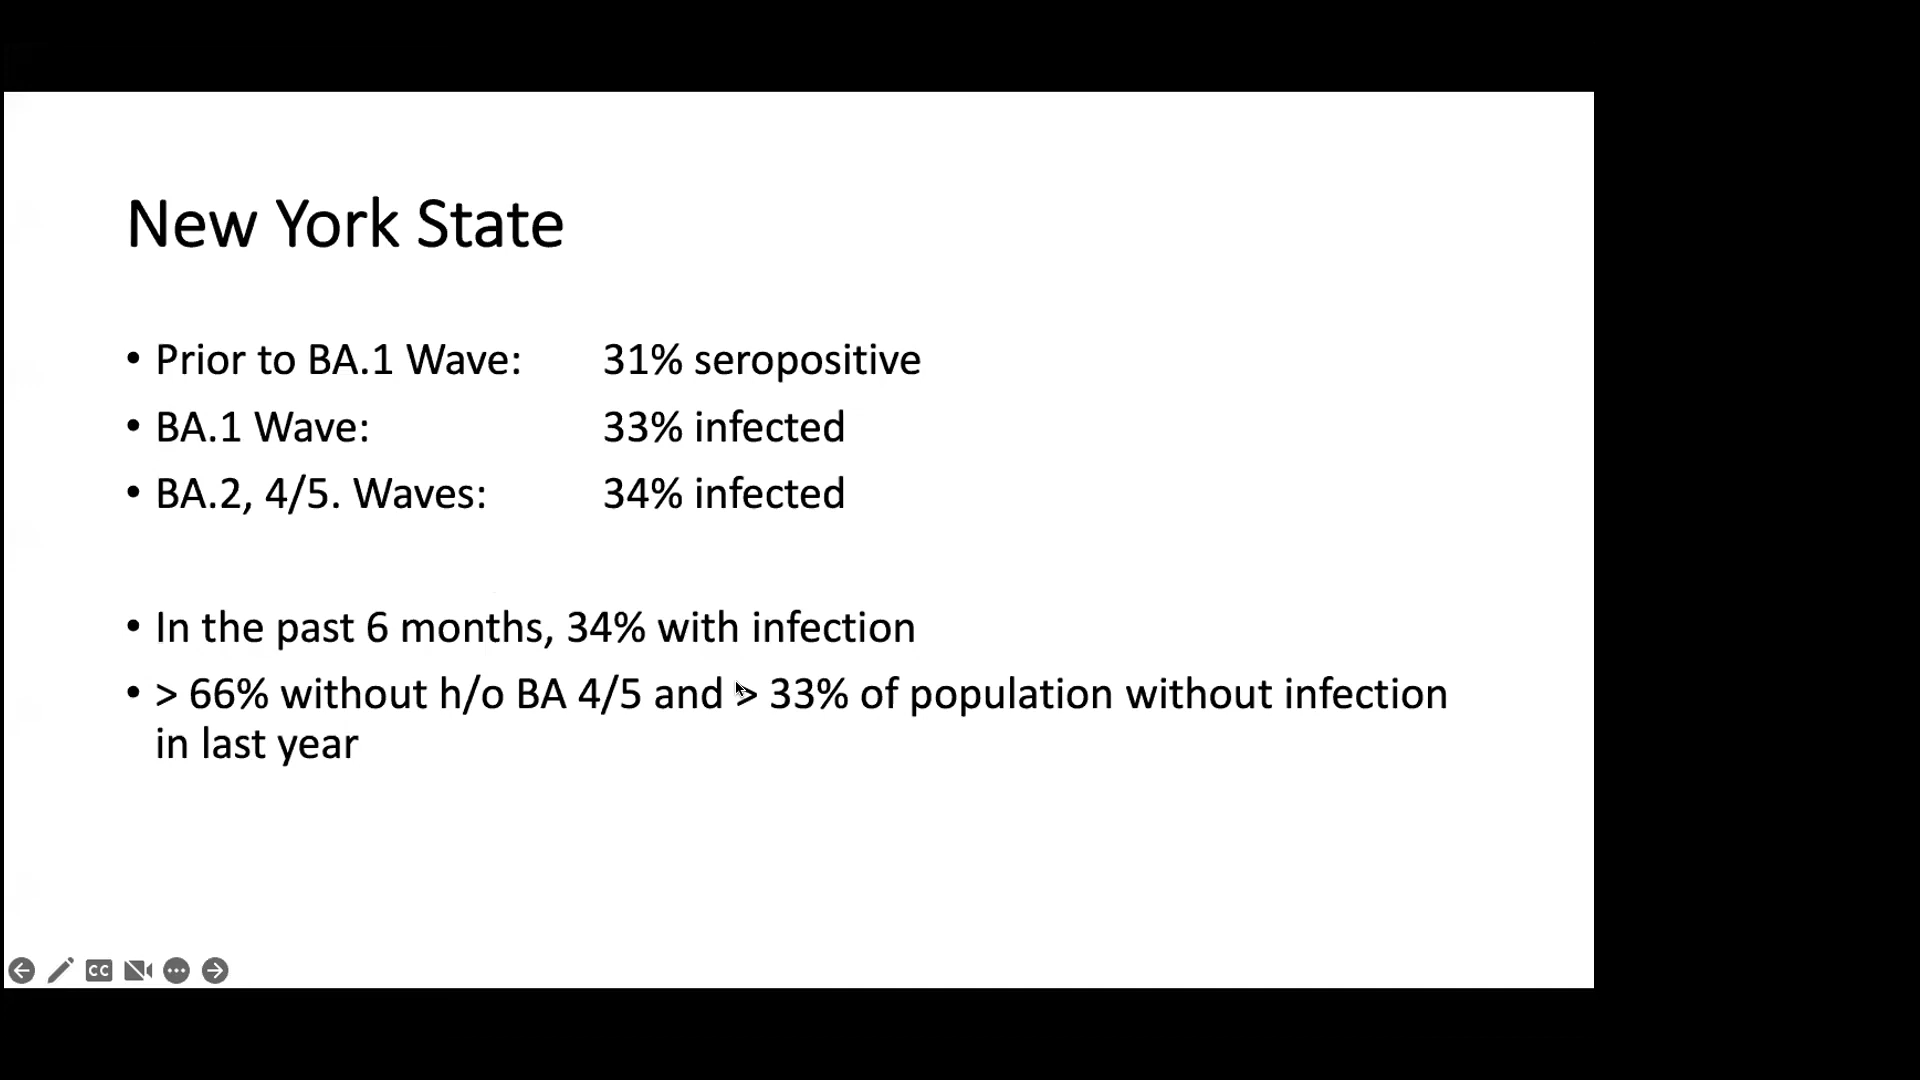 New York State
• Prior to BA.1 Wave: 31% seropositive
• BA.1 Wave: 33% infected
• BA.2, 4/5. Waves: 34% infected
• In the past 6 months, 34% with infection
• > 66% without h/o BA 4/5 and > 33% of population without infection
in last year
CC